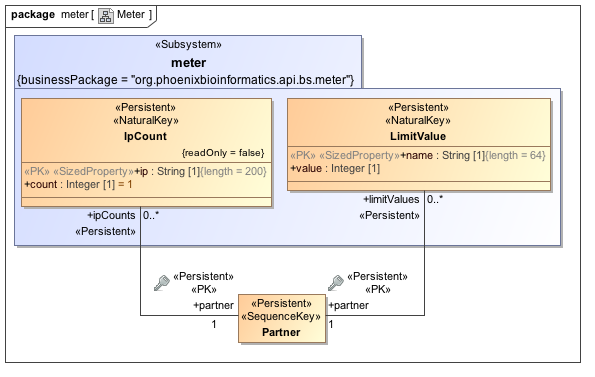 package meter [ Meter ]
«Subsystem»
meter
{businessPackage = "org.phoenixbioinformatics.api.bs.meter"}
«Persistent»
«NaturalKey»
IpCount
{readOnly = false}
«PK» «SizedProperty»+ip : String [1]{length = 200}
+count : Integer [1] = 1
«Persistent»
«NaturalKey»
LimitValue
«PK» «SizedProperty»+name : String [1]{length = 64}
+value : Integer [1]
+ipCounts 0..*
«Persistent»
+limitValues 0..*
«Persistent»
«Persistent»
«PK»
+partner
1
«Persistent»
«SequenceKey»
Partner
«Persistent»
«PK»
+partner
1